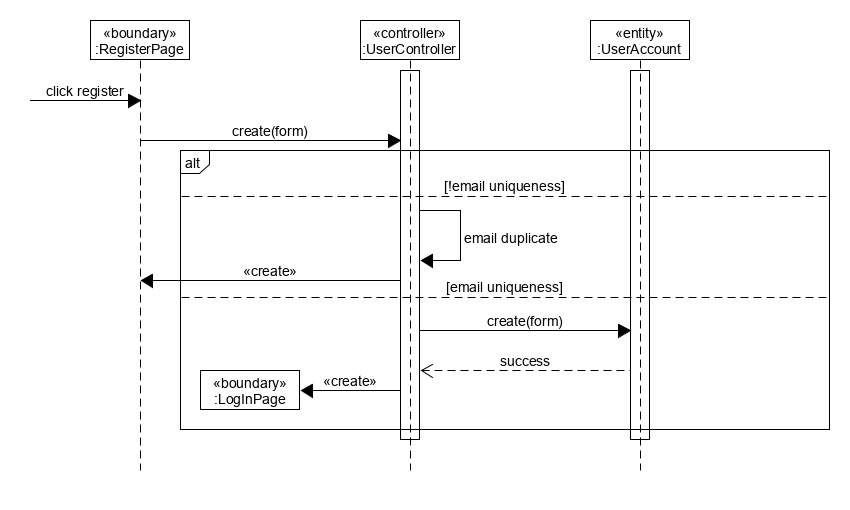 «boundary»
:RegisterPage
«controller»
:UserController
«entity»
:UserAccount
click register
create(form)
alt
[!email uniqueness]
email duplicate
«create»
[email uniqueness]
create(form)
success
«boundary»
:LogInPage
«create»